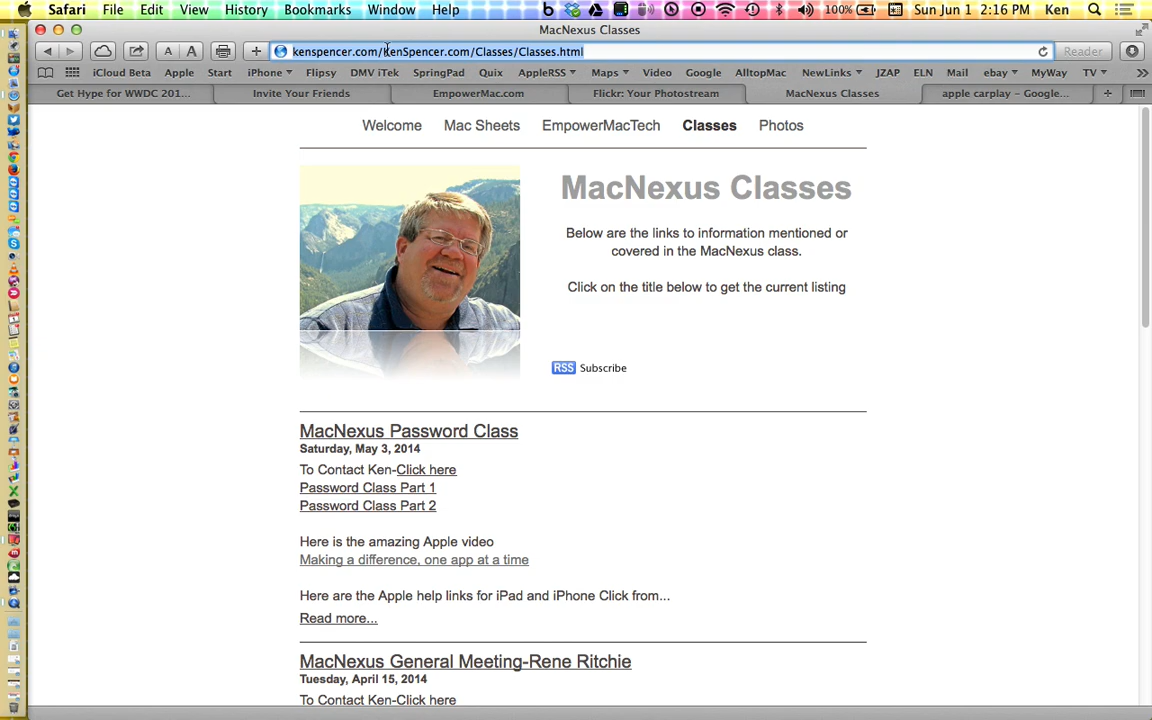 Safari File Edit View History Bookmarks Window Help 100% Sun Jun 1 2:16 PM Ken
MacNexus Classes
A A kenspencer.com/KenSpencer.com/Classes/Classes.html Reader
iCloud Beta Apple Start iPhone Flipsy DMV iTek SpringPad Quix AppleRSS Maps Video Google AlltopMac NewLinks JZAP ELN Mail ebay MyWay TV
Get Hype for WWDC 201... Invite Your Friends EmpowerMac.com Flickr: Your Photostream MacNexus Classes apple carplay – Google...
Welcome Mac Sheets EmpowerMacTech Classes Photos
MacNexus Classes
Below are the links to information mentioned or
covered in the MacNexus class.
Click on the title below to get the current listing
RSS Subscribe
MacNexus Password Class
Saturday, May 3, 2014
To Contact Ken-Click here
Password Class Part 1
Password Class Part 2
Here is the amazing Apple video
Making a difference, one app at a time
Here are the Apple help links for iPad and iPhone Click from...
Read more...
MacNexus General Meeting-Rene Ritchie
Tuesday, April 15, 2014
To Contact Ken-Click here